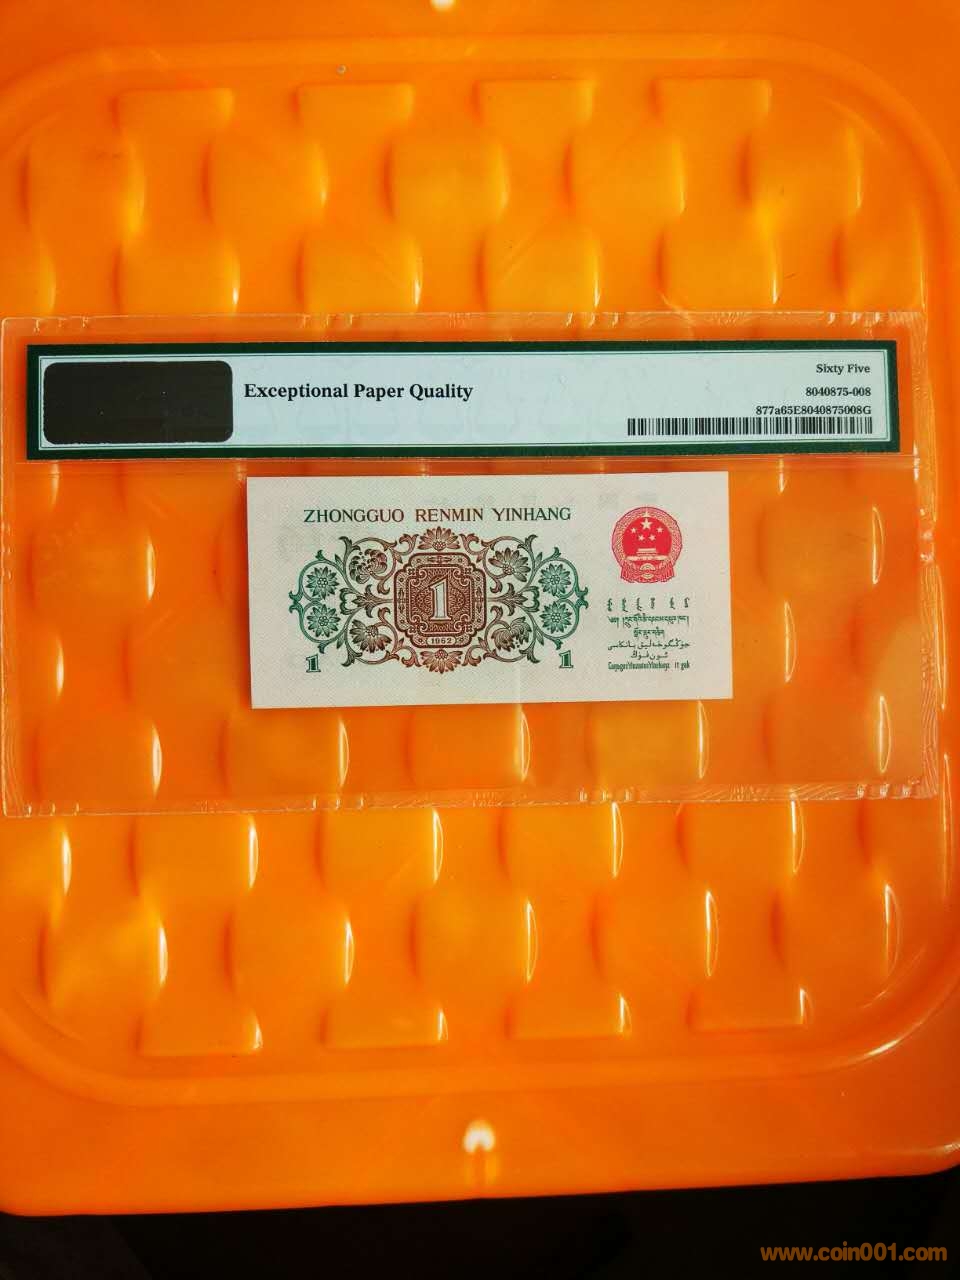 Sixty Five
Exceptional Paper Quality
8040875-008
877a65E8040875008G
ZHONGGUO RENMIN YINHANG
1
1962
1 1
www.coin001.com